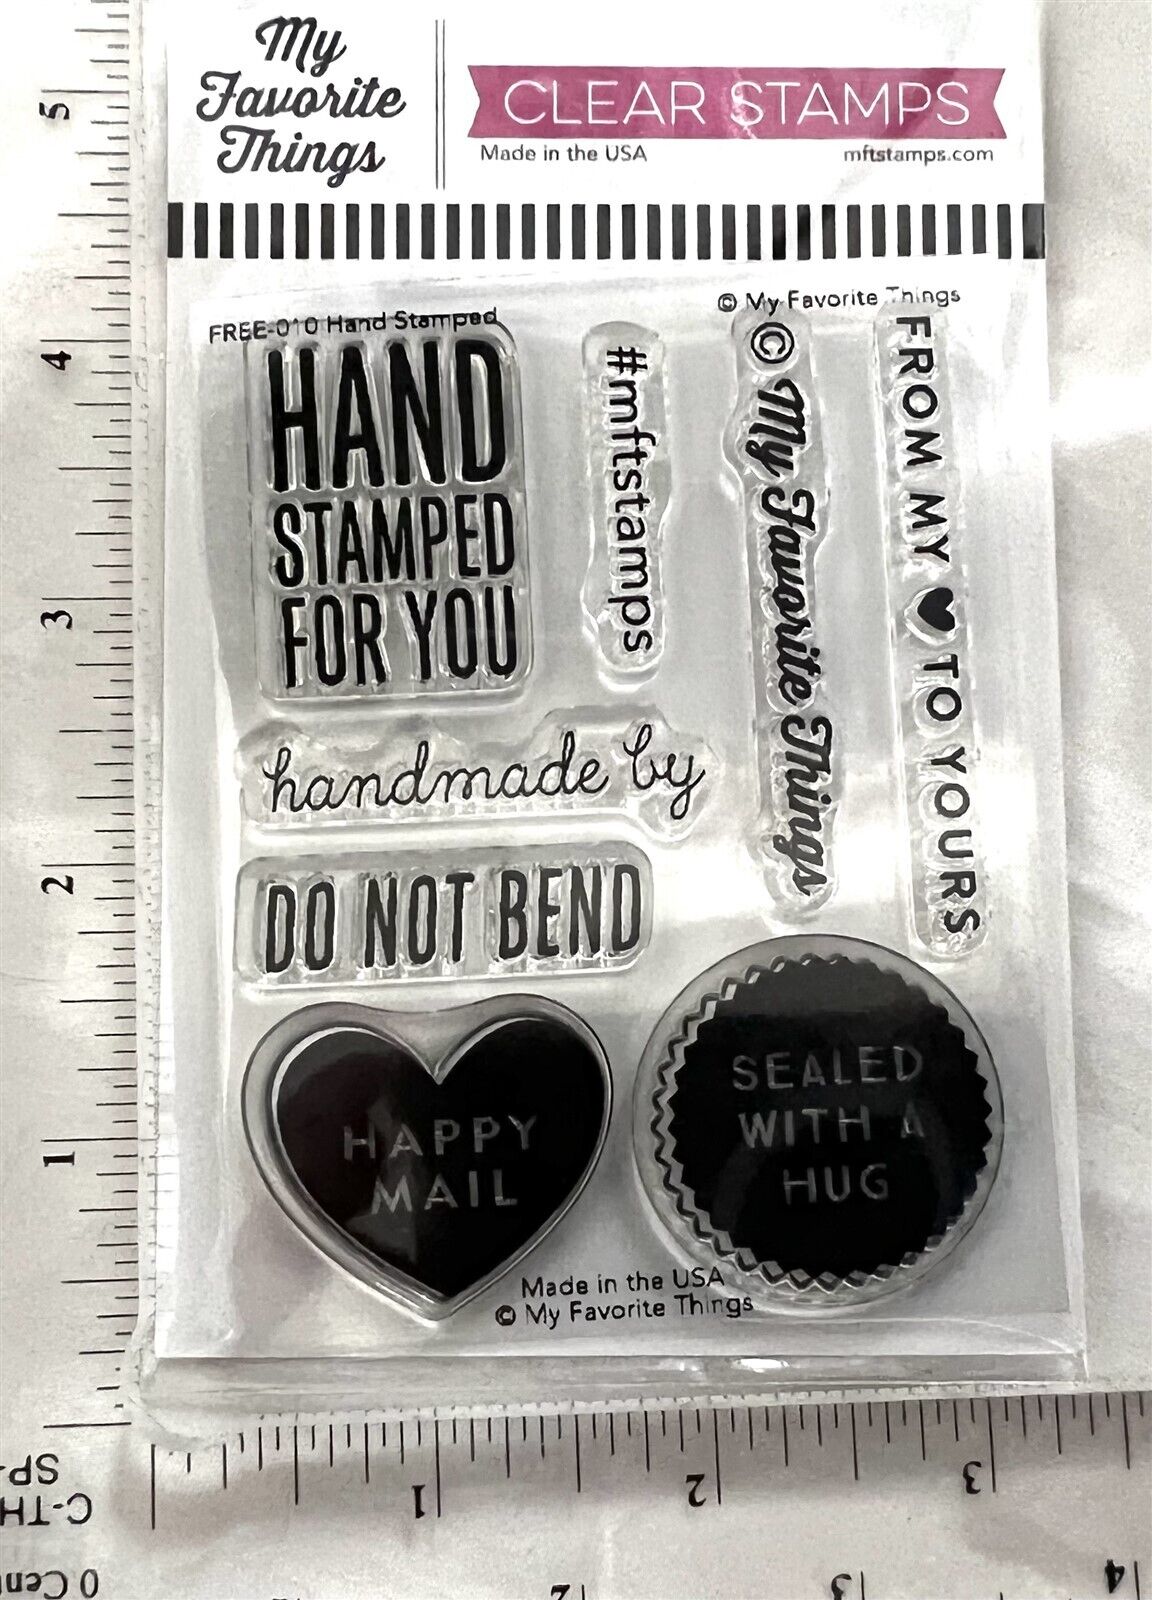 My
Favorite
Things
CLEAR STAMPS
Made in the USA
mftstamps.com
FREE-010 Hand Stamped
© My Favorite Things
HAND
STAMPED
FOR YOU
#mftstamps
© My Favorite Things
FROM MY ♥ TO YOURS
handmade by
DO NOT BEND
HAPPY
MAIL
SEALED
WITH A
HUG
Made in the USA
© My Favorite Things
5
4
3
2
1
1
2
3
SP-
C-TH
0 Cent
2
3
4